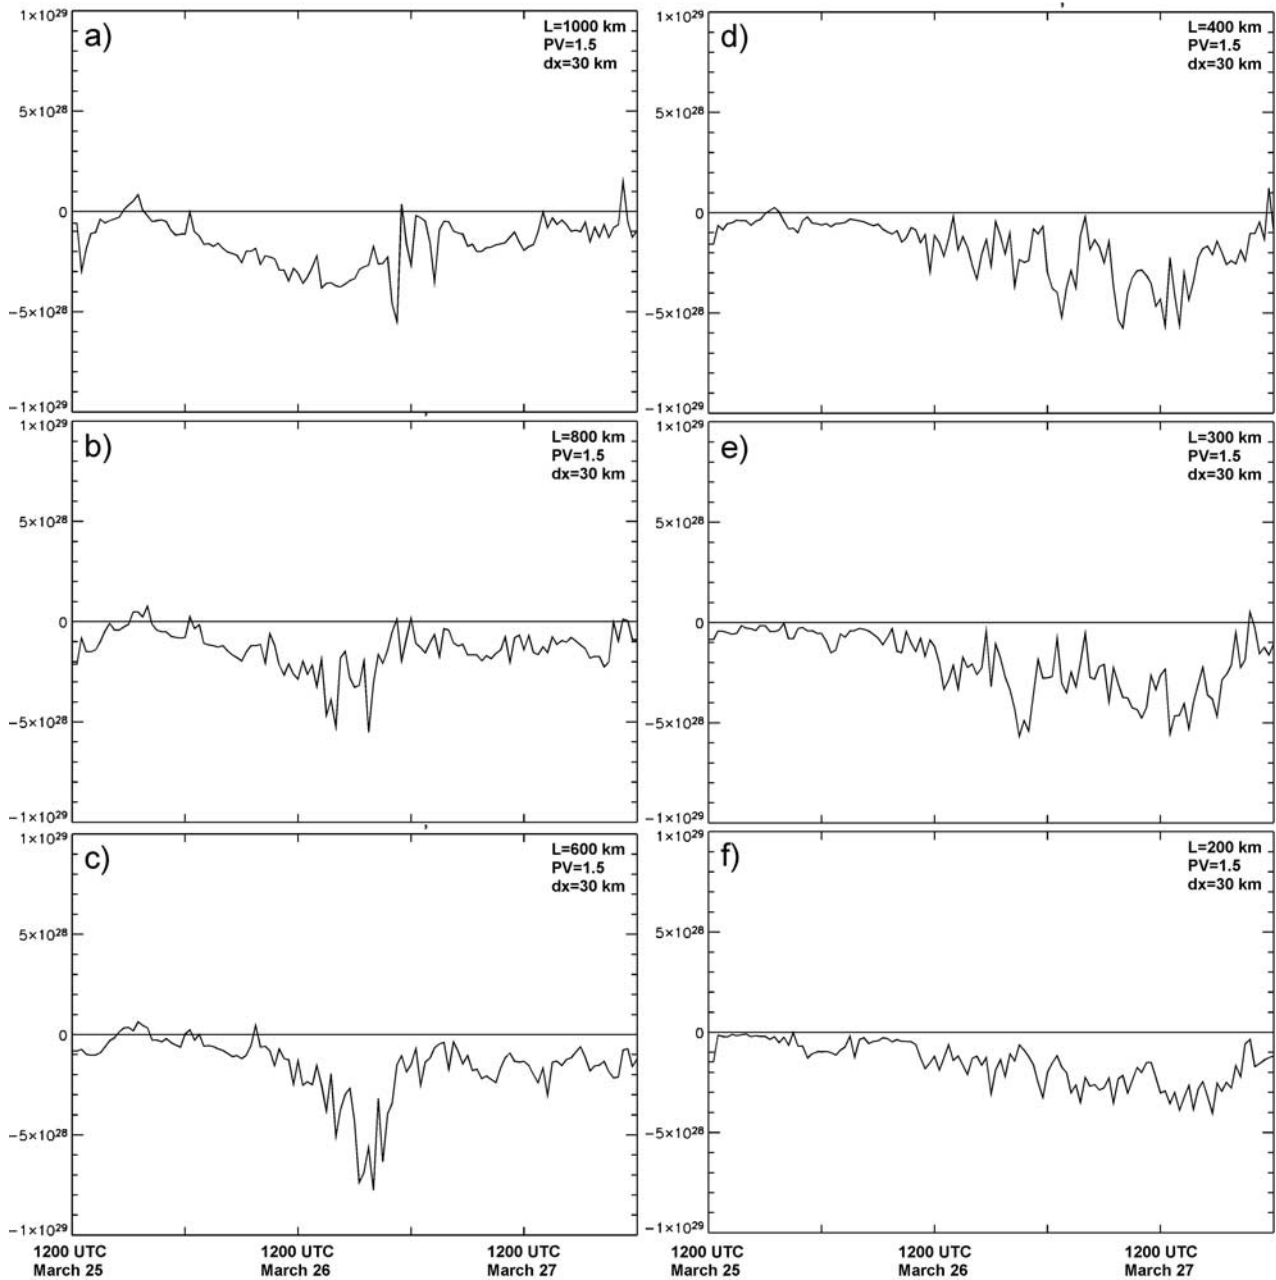 a)
L=1000 km
PV=1.5
dx=30 km
1×10²⁹
5×10²⁸
0
−5×10²⁸
−1×10²⁹
b)
L=800 km
PV=1.5
dx=30 km
1×10²⁹
5×10²⁸
0
−5×10²⁸
−1×10²⁹
c)
L=600 km
PV=1.5
dx=30 km
1×10²⁹
5×10²⁸
0
−5×10²⁸
−1×10²⁹
1200 UTC
March 25
1200 UTC
March 26
1200 UTC
March 27
d)
L=400 km
PV=1.5
dx=30 km
1×10²⁹
5×10²⁸
0
−5×10²⁸
−1×10²⁹
e)
L=300 km
PV=1.5
dx=30 km
1×10²⁹
5×10²⁸
0
−5×10²⁸
−1×10²⁹
f)
L=200 km
PV=1.5
dx=30 km
1×10²⁹
5×10²⁸
0
−5×10²⁸
−1×10²⁹
1200 UTC
March 25
1200 UTC
March 26
1200 UTC
March 27